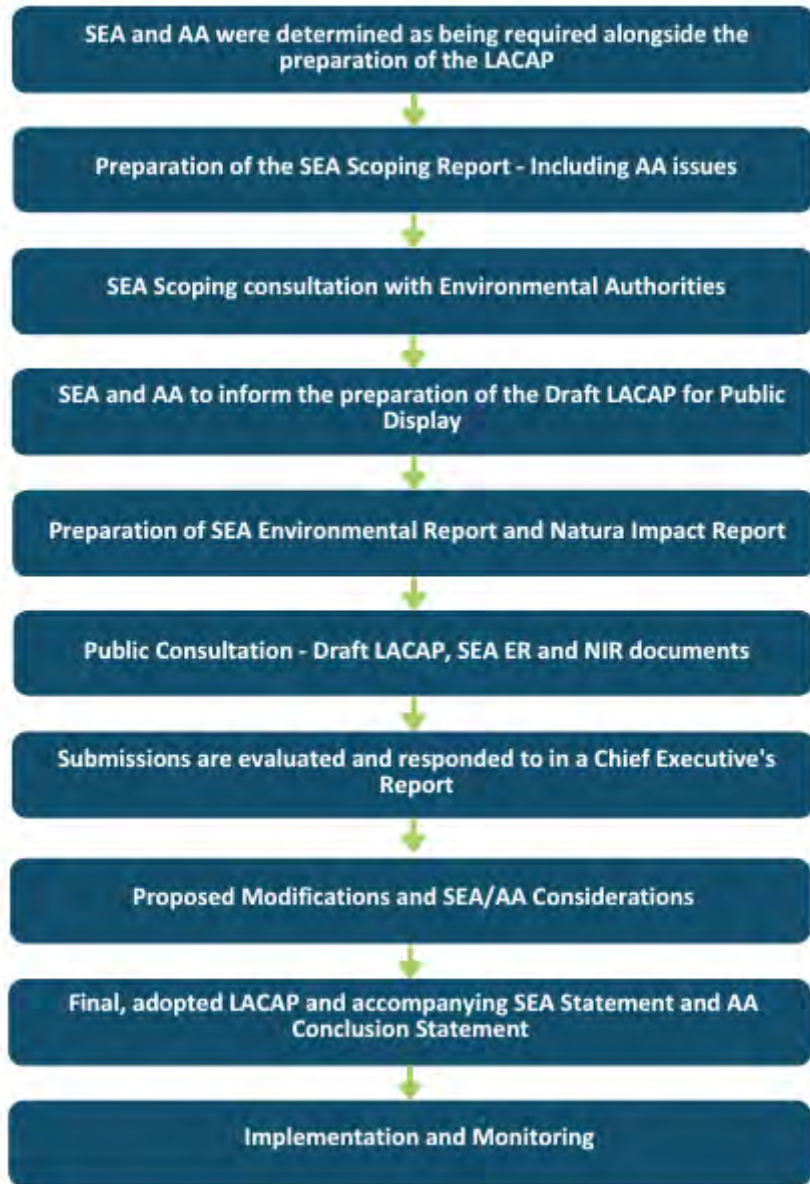 SEA and AA were determined as being required alongside the
preparation of the LACAP
Preparation of the SEA Scoping Report - Including AA issues
SEA Scoping consultation with Environmental Authorities
SEA and AA to inform the preparation of the Draft LACAP for Public
Display
Preparation of SEA Environmental Report and Natura Impact Report
Public Consultation - Draft LACAP, SEA ER and NIR documents
Submissions are evaluated and responded to in a Chief Executive's
Report
Proposed Modifications and SEA/AA Considerations
Final, adopted LACAP and accompanying SEA Statement and AA
Conclusion Statement
Implementation and Monitoring